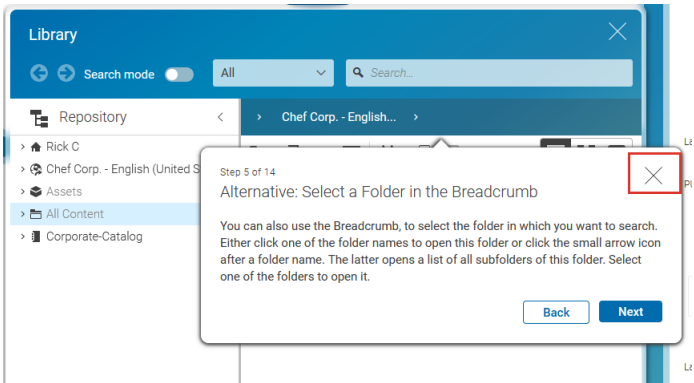 Library
Search mode
All
Search...
Repository
Chef Corp. - English...
Rick C
Chef Corp. - English (United S
Assets
All Content
Corporate-Catalog
Step 5 of 14
Alternative: Select a Folder in the Breadcrumb
You can also use the Breadcrumb, to select the folder in which you want to search.
Either click one of the folder names to open this folder or click the small arrow icon
after a folder name. The latter opens a list of all subfolders of this folder. Select
one of the folders to open it.
Back
Next